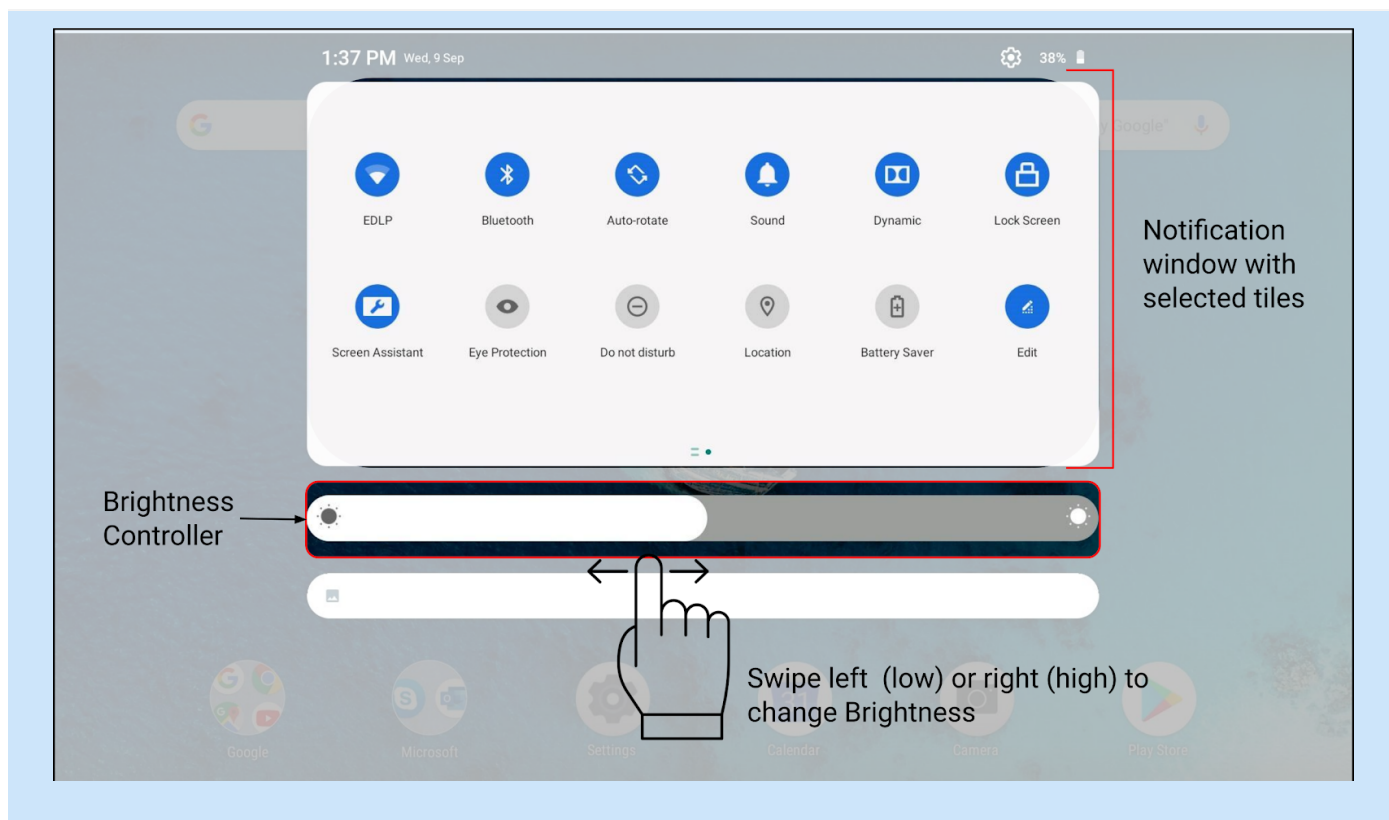 1:37 PM Wed, 9 Sep
38%
y Google"
EDLP
Bluetooth
Auto-rotate
Sound
Dynamic
Lock Screen
Notification
window with
selected tiles
Screen Assistant
Eye Protection
Do not disturb
Location
Battery Saver
Edit
Brightness
Controller
Swipe left  (low) or right (high) to
change Brightness
31
Google
Microsoft
Settings
Calendar
Camera
Play Store